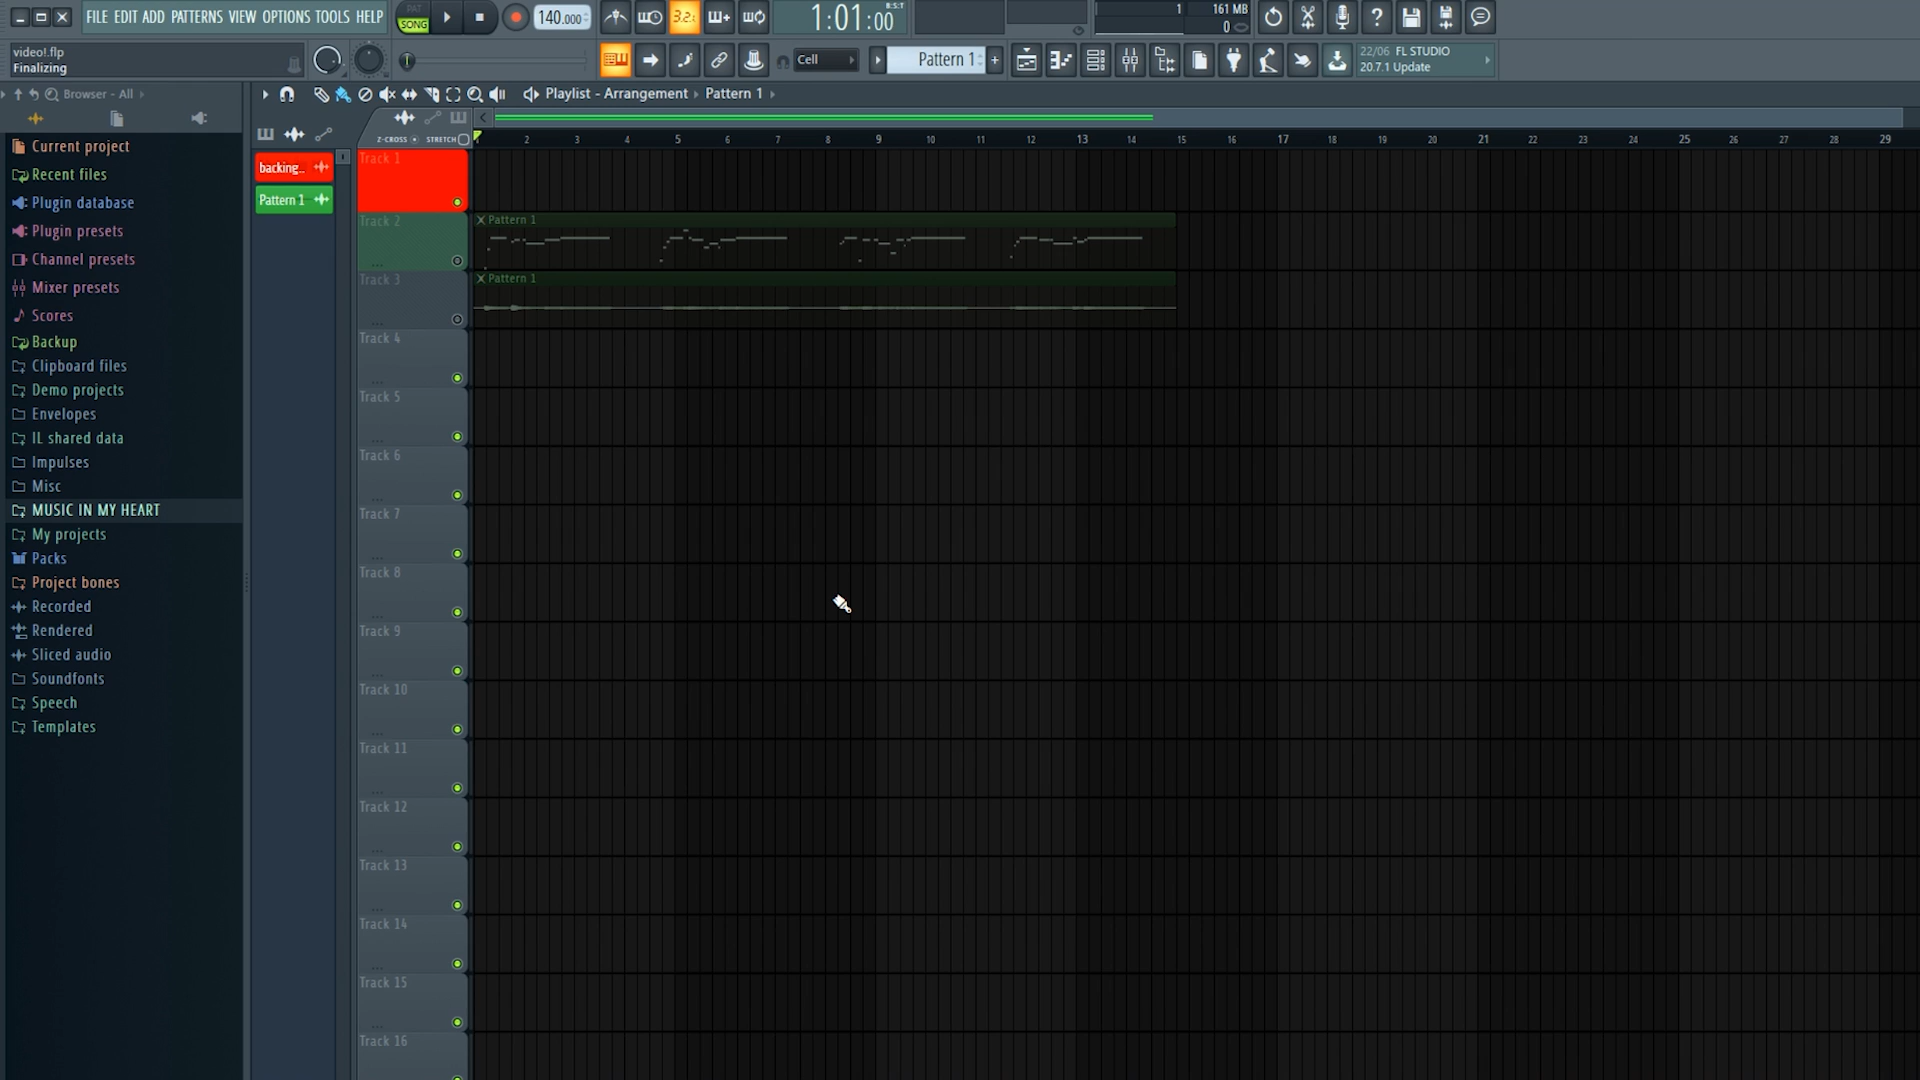 FILE EDIT ADD PATTERNS VIEW OPTIONS TOOLS HELP
PAT
SONG
140.000
3.2.
1:01:00
B:S:T
1
161 MB
0
video!.flp
Finalizing
Cell
Pattern 1
+
22/06 FL STUDIO
20.7.1 Update
Browser - All
Playlist - Arrangement › Pattern 1 ›
Z-CROSS
STRETCH
1 2 3 4 5 6 7 8 9 10 11 12 13 14 15 16 17 18 19 20 21 22 23 24 25 26 27 28 29
Current project
Recent files
Plugin database
Plugin presets
Channel presets
Mixer presets
Scores
Backup
Clipboard files
Demo projects
Envelopes
IL shared data
Impulses
Misc
MUSIC IN MY HEART
My projects
Packs
Project bones
Recorded
Rendered
Sliced audio
Soundfonts
Speech
Templates
backing..
Pattern 1
Track 1
Track 2
Pattern 1
Track 3
Pattern 1
Track 4
Track 5
Track 6
Track 7
Track 8
Track 9
Track 10
Track 11
Track 12
Track 13
Track 14
Track 15
Track 16